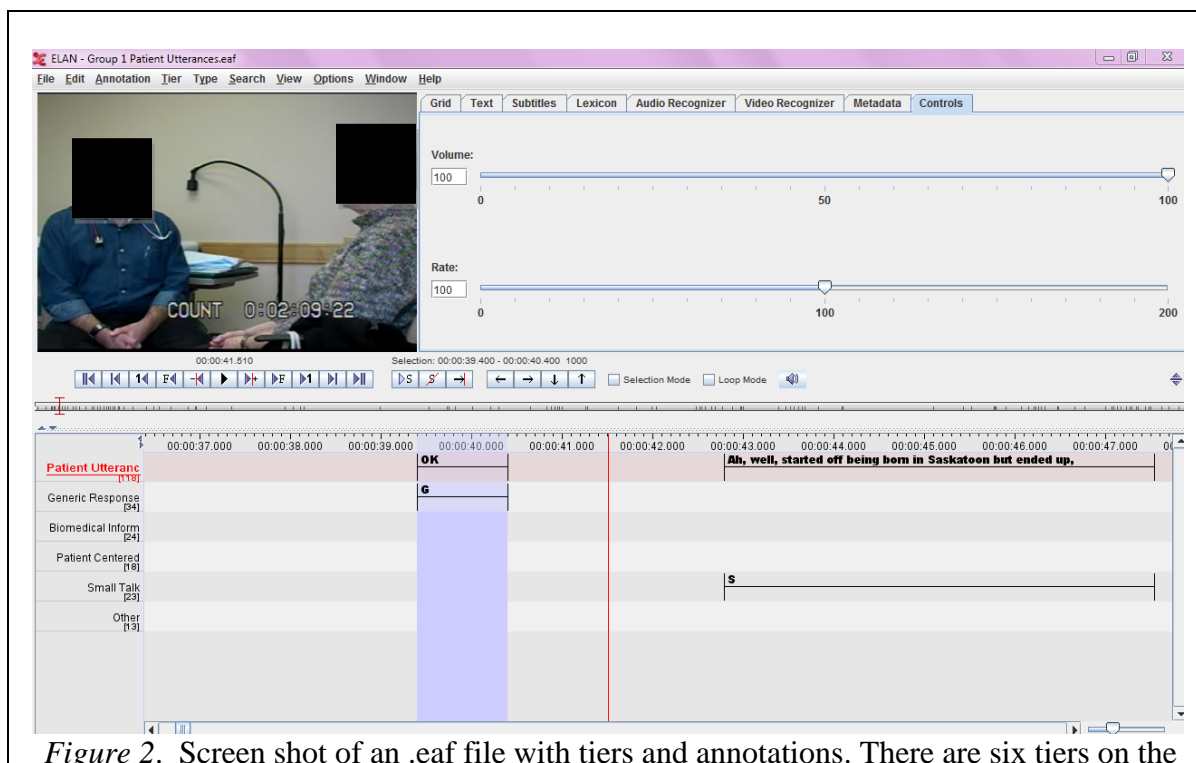 ELAN - Group 1 Patient Utterances.eaf
File Edit Annotation Tier Type Search View Options Window Help
Grid Text Subtitles Lexicon Audio Recognizer Video Recognizer Metadata Controls
Volume:
100
0 50 100
Rate:
100
0 100 200
COUNT 0:02:09:22
00:00:41.510 Selection: 00:00:39.400 - 00:00:40.400 1000
Selection Mode Loop Mode
00:00:37.000 00:00:38.000 00:00:39.000 00:00:40.000 00:00:41.000 00:00:42.000 00:00:43.000 00:00:44.000 00:00:45.000 00:00:46.000 00:00:47.000
Patient Utteranc OK Ah, well, started off being born in Saskatoon but ended up,
[118]
Generic Response G
[34]
Biomedical Inform
[24]
Patient Centered
[18]
Small Talk S
[23]
Other
[13]
Figure 2. Screen shot of an .eaf file with tiers and annotations. There are six tiers on the